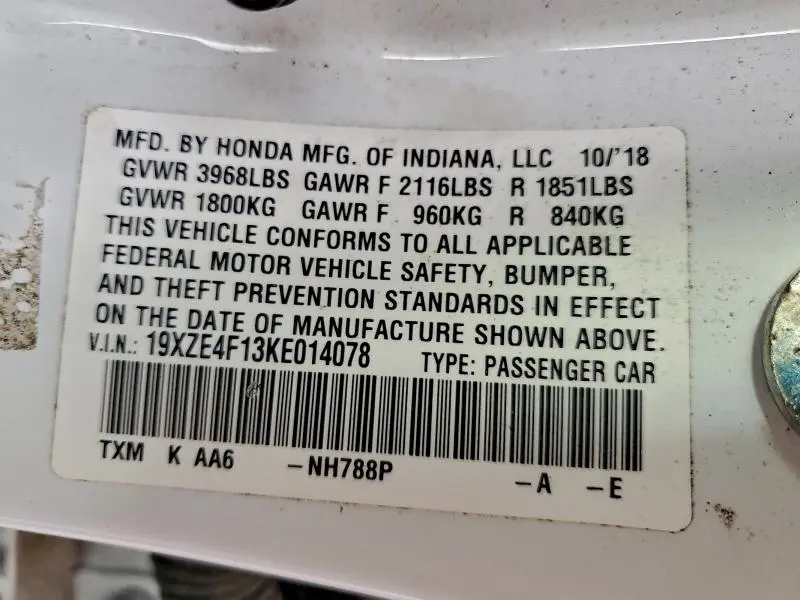 MFD. BY HONDA MFG. OF INDIANA, LLC 10/'18
GVWR 3968LBS GAWR F 2116LBS R 1851LBS
GVWR 1800KG GAWR F 960KG R 840KG
THIS VEHICLE CONFORMS TO ALL APPLICABLE
FEDERAL MOTOR VEHICLE SAFETY, BUMPER,
AND THEFT PREVENTION STANDARDS IN EFFECT
ON THE DATE OF MANUFACTURE SHOWN ABOVE.
V.I.N.: 19XZE4F13KE014078 TYPE: PASSENGER CAR
TXM K AA6 -NH788P -A -E